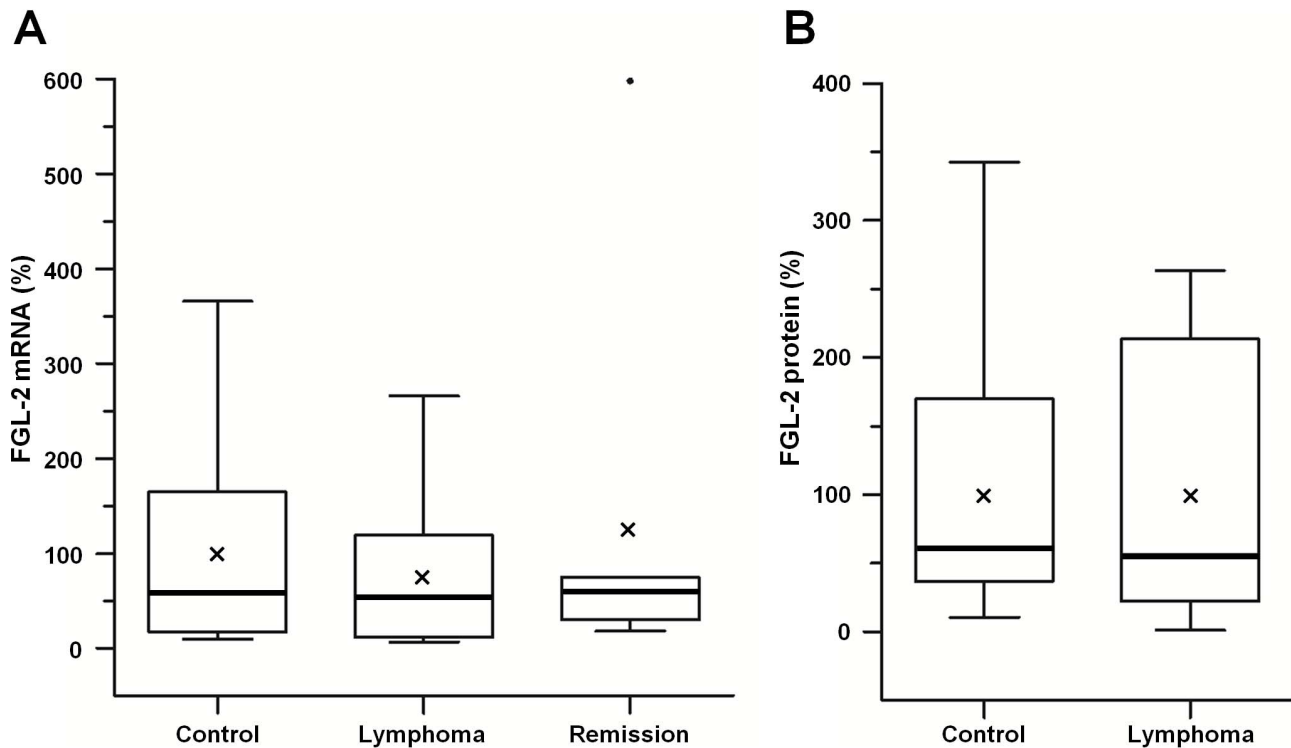 A
FGL-2 mRNA (%)
600
500
400
300
200
100
0
Control Lymphoma Remission
B
FGL-2 protein (%)
400
300
200
100
0
Control Lymphoma